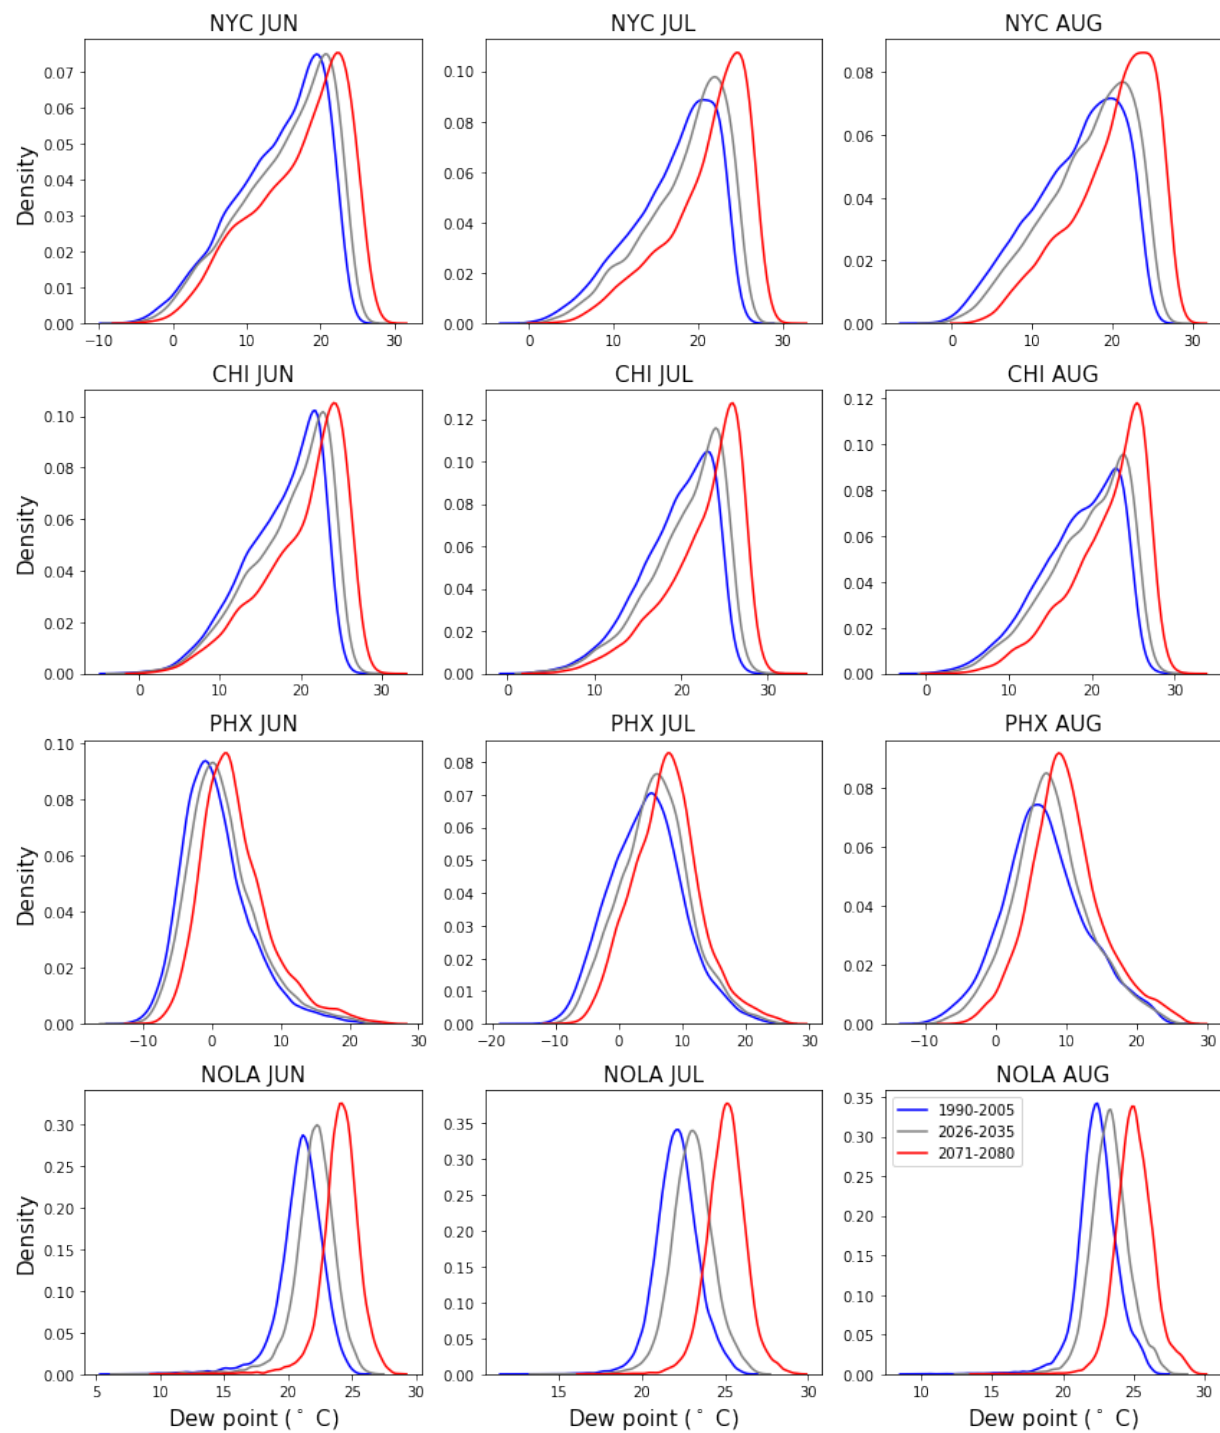 NYC JUN
NYC JUL
NYC AUG
Density
0.07
0.06
0.05
0.04
0.03
0.02
0.01
0.00
−10 0 10 20 30
0.10
0.08
0.06
0.04
0.02
0.00
0 10 20 30
0.08
0.06
0.04
0.02
0.00
0 10 20 30
CHI JUN
CHI JUL
CHI AUG
Density
0.10
0.08
0.06
0.04
0.02
0.00
0 10 20 30
0.12
0.10
0.08
0.06
0.04
0.02
0.00
0 10 20 30
0.12
0.10
0.08
0.06
0.04
0.02
0.00
0 10 20 30
PHX JUN
PHX JUL
PHX AUG
Density
0.10
0.08
0.06
0.04
0.02
0.00
−10 0 10 20 30
0.08
0.07
0.06
0.05
0.04
0.03
0.02
0.01
0.00
−20 −10 0 10 20 30
0.08
0.06
0.04
0.02
0.00
−10 0 10 20 30
NOLA JUN
NOLA JUL
NOLA AUG
Density
0.30
0.25
0.20
0.15
0.10
0.05
0.00
5 10 15 20 25 30
Dew point (° C)
0.35
0.30
0.25
0.20
0.15
0.10
0.05
0.00
15 20 25 30
Dew point (° C)
0.35
0.30
0.25
0.20
0.15
0.10
0.05
0.00
1990-2005
2026-2035
2071-2080
10 15 20 25 30
Dew point (° C)